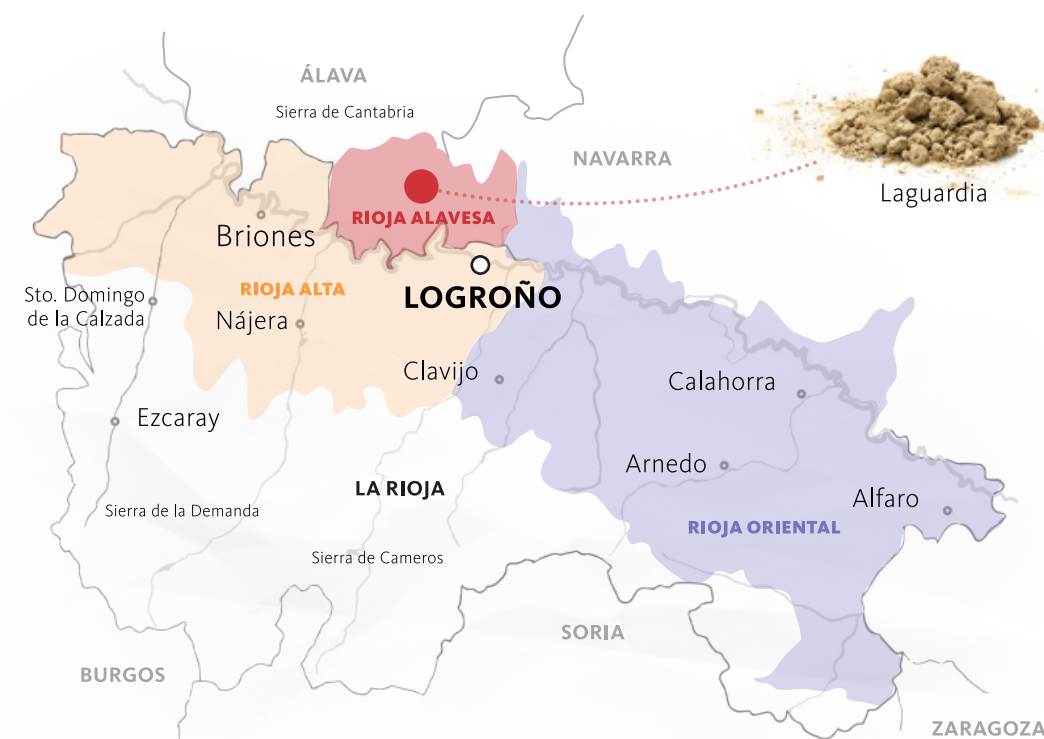 ÁLAVA
Sierra de Cantabria
NAVARRA
Laguardia
RIOJA ALAVESA
Briones
RIOJA ALTA
LOGROÑO
Sto. Domingo
de la Calzada
Nájera
Clavijo
Calahorra
Ezcaray
Arnedo
LA RIOJA
Alfaro
Sierra de la Demanda
RIOJA ORIENTAL
Sierra de Cameros
SORIA
BURGOS
ZARAGOZA